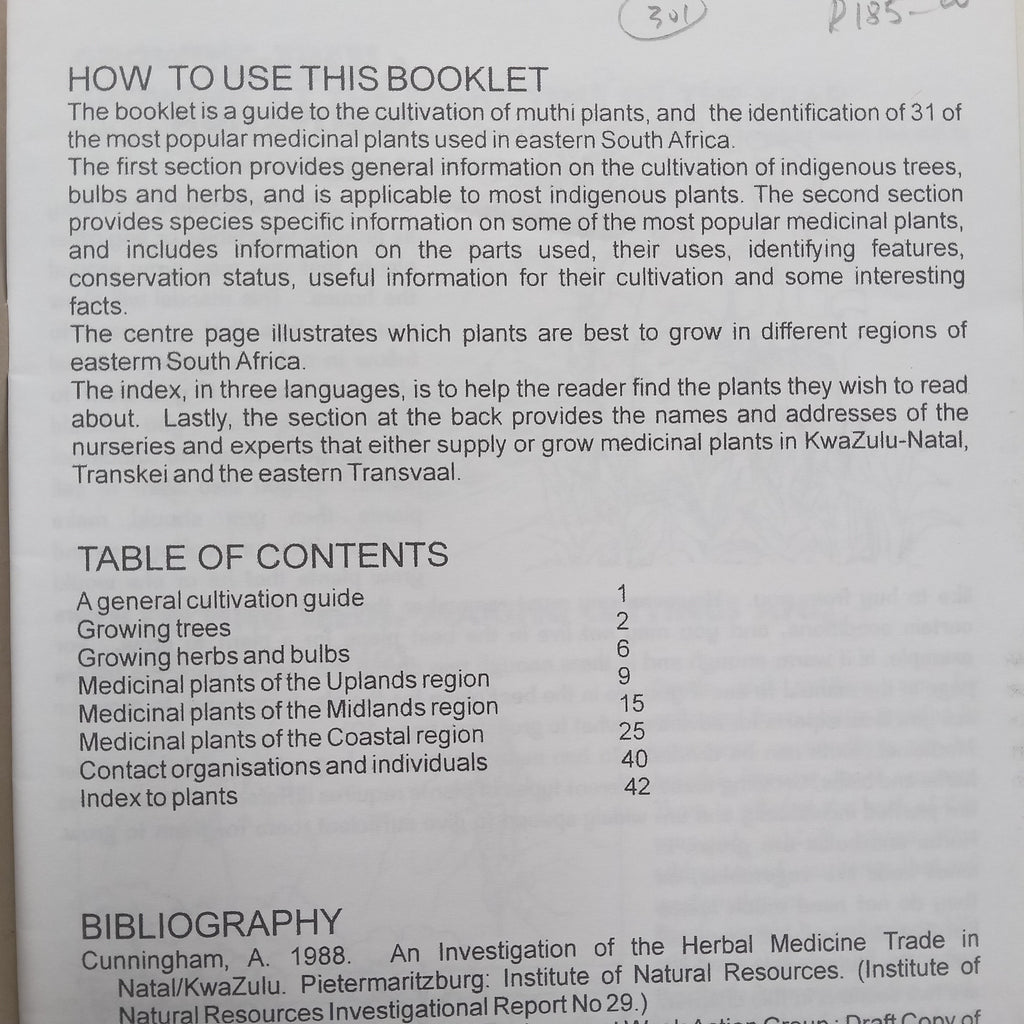 301 R185-
HOW TO USE THIS BOOKLET
The booklet is a guide to the cultivation of muthi plants, and the identification of 31 of
the most popular medicinal plants used in eastern South Africa.
The first section provides general information on the cultivation of indigenous trees,
bulbs and herbs, and is applicable to most indigenous plants. The second section
provides species specific information on some of the most popular medicinal plants,
and includes information on the parts used, their uses, identifying features,
conservation status, useful information for their cultivation and some interesting
facts.
The centre page illustrates which plants are best to grow in different regions of
easterm South Africa.
The index, in three languages, is to help the reader find the plants they wish to read
about. Lastly, the section at the back provides the names and addresses of the
nurseries and experts that either supply or grow medicinal plants in KwaZulu-Natal,
Transkei and the eastern Transvaal.
TABLE OF CONTENTS
A general cultivation guide 1
Growing trees 2
Growing herbs and bulbs 6
Medicinal plants of the Uplands region 9
Medicinal plants of the Midlands region 15
Medicinal plants of the Coastal region 25
Contact organisations and individuals 40
Index to plants 42
BIBLIOGRAPHY
Cunningham, A. 1988. An Investigation of the Herbal Medicine Trade in
Natal/KwaZulu. Pietermaritzburg: Institute of Natural Resources. (Institute of
Natural Resources Investigational Report No 29.)
Action Group : Draft Copy of